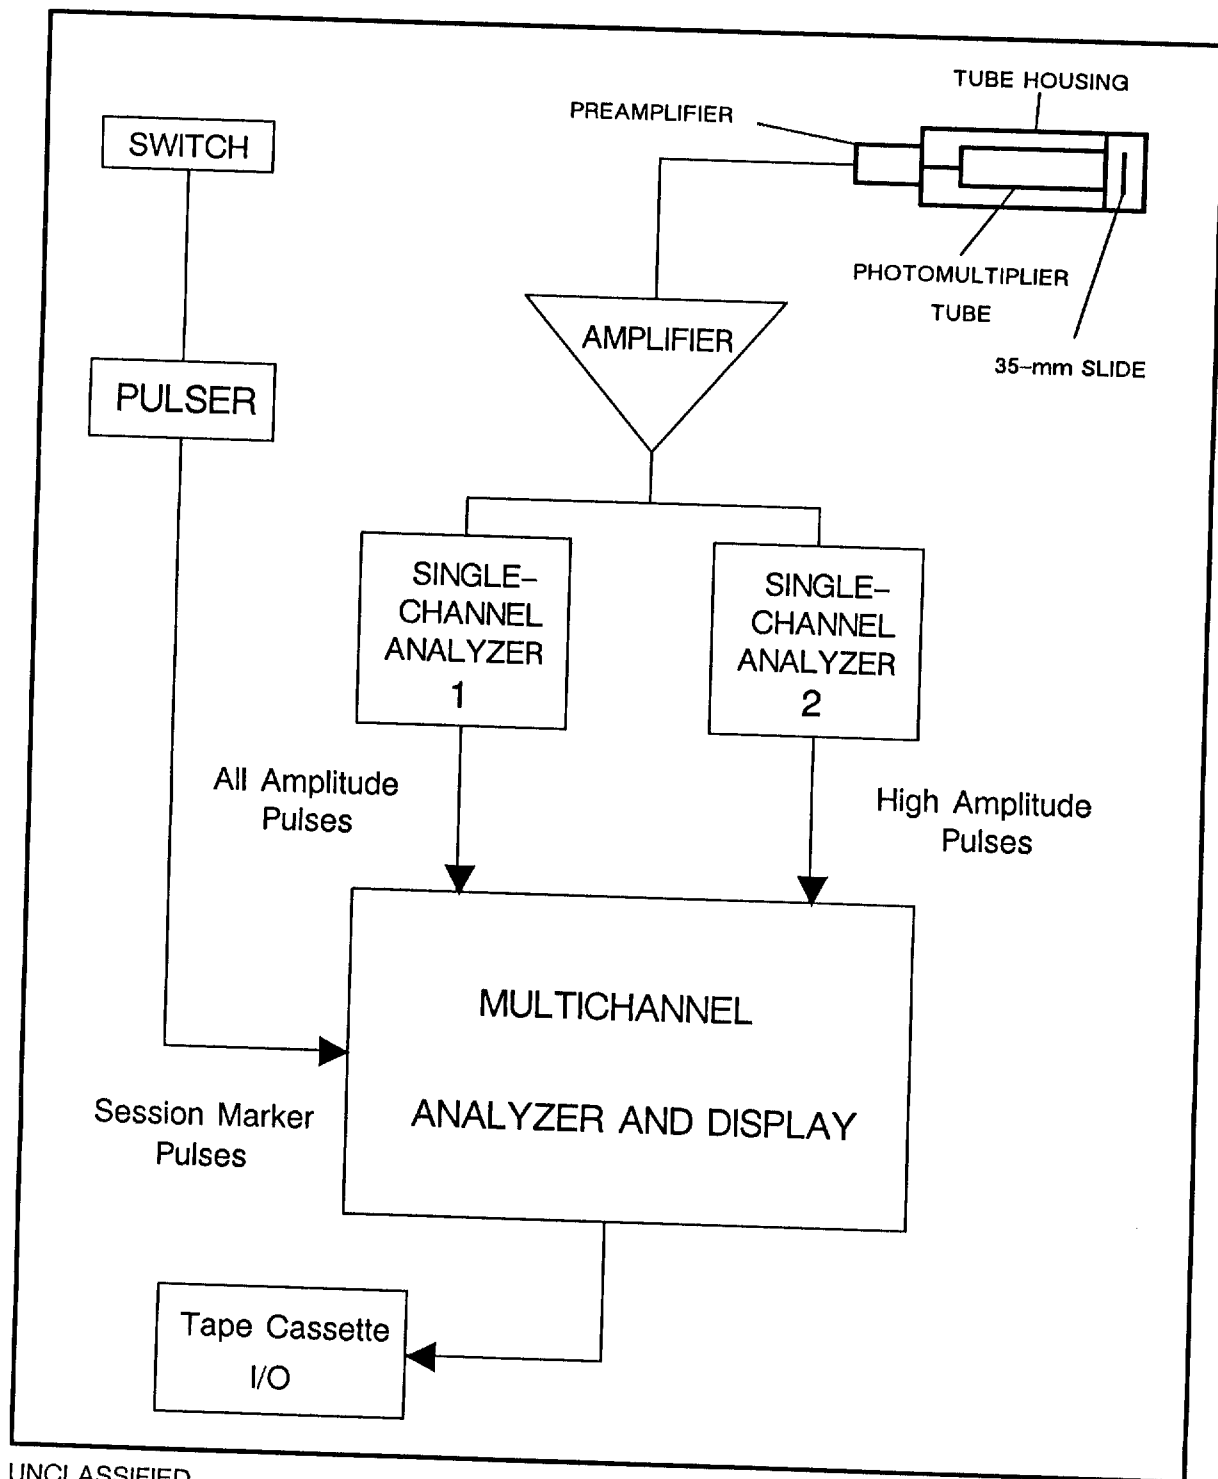 TUBE HOUSING
PREAMPLIFIER
SWITCH
PHOTOMULTIPLIER
TUBE
35-mm SLIDE
AMPLIFIER
PULSER
SINGLE-
CHANNEL
ANALYZER
1
SINGLE-
CHANNEL
ANALYZER
2
All Amplitude
Pulses
High Amplitude
Pulses
MULTICHANNEL
ANALYZER AND DISPLAY
Session Marker
Pulses
Tape Cassette
I/O
UNCLASSIFIED